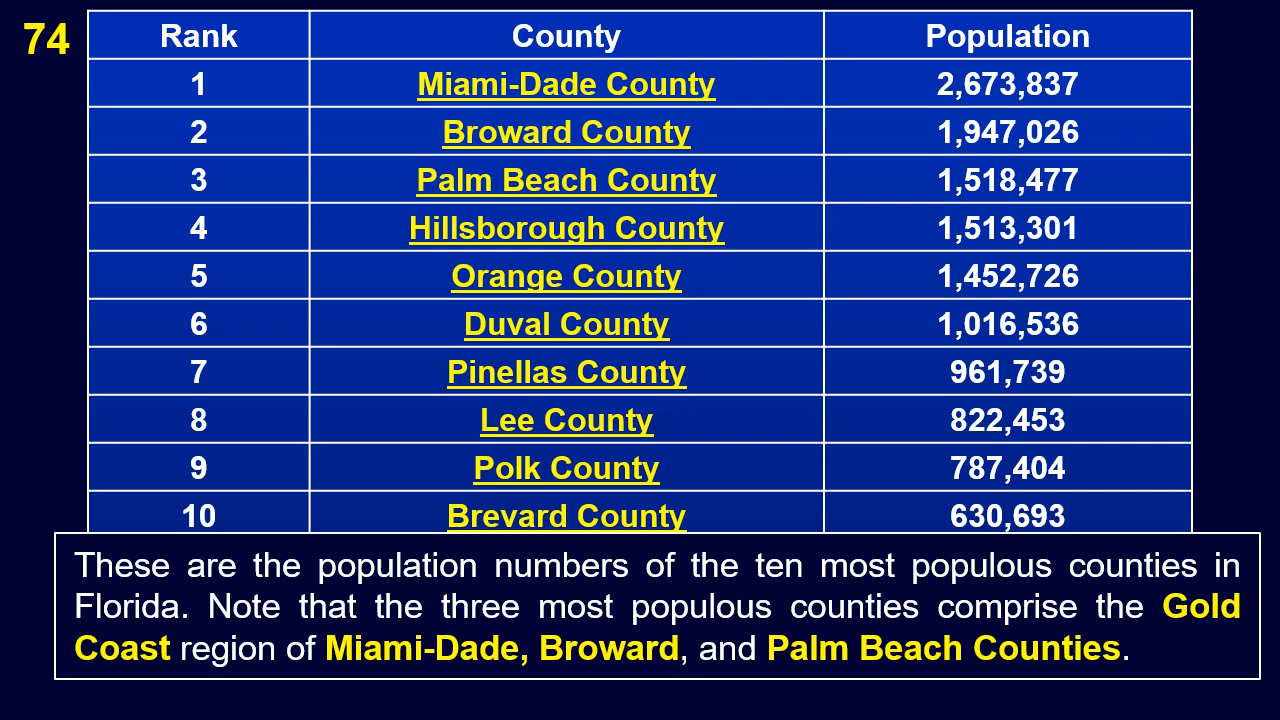 74
Rank County Population
1 Miami-Dade County 2,673,837
2 Broward County 1,947,026
3 Palm Beach County 1,518,477
4 Hillsborough County 1,513,301
5 Orange County 1,452,726
6 Duval County 1,016,536
7 Pinellas County 961,739
8 Lee County 822,453
9 Polk County 787,404
10 Brevard County 630,693
These are the population numbers of the ten most populous counties in
Florida. Note that the three most populous counties comprise the Gold
Coast region of Miami-Dade, Broward, and Palm Beach Counties.